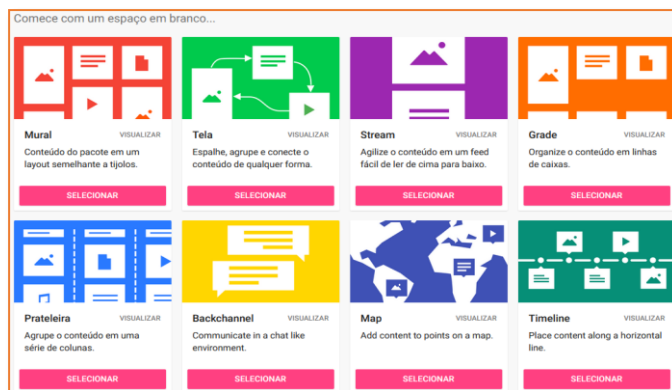 Comece com um espaço em branco...
Mural VISUALIZAR
Conteúdo do pacote em um
layout semelhante a tijolos.
SELECIONAR
Tela VISUALIZAR
Espalhe, agrupe e conecte o
conteúdo de qualquer forma.
SELECIONAR
Stream VISUALIZAR
Agilize o conteúdo em um feed
fácil de ler de cima para baixo.
SELECIONAR
Grade VISUALIZAR
Organize o conteúdo em linhas
de caixas.
SELECIONAR
Prateleira VISUALIZAR
Agrupe o conteúdo em uma
série de colunas.
SELECIONAR
Backchannel VISUALIZAR
Communicate in a chat like
environment.
SELECIONAR
Map VISUALIZAR
Add content to points on a map.
SELECIONAR
Timeline VISUALIZAR
Place content along a horizontal
line.
SELECIONAR